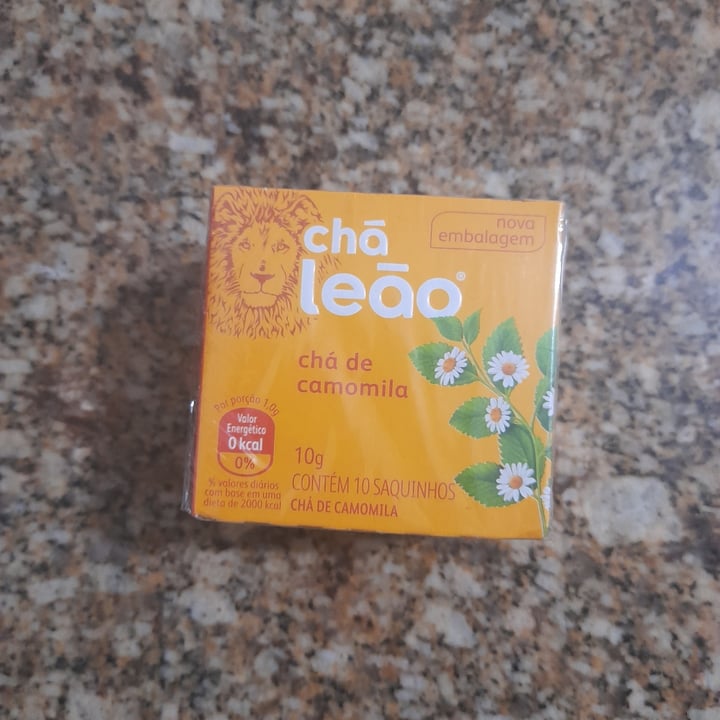 chá
leão®
nova
embalagem
chá de
camomila
Por porção 1,0g
Valor
Energético
0 kcal
0%
% valores diários
com base em uma
dieta de 2000 kcal
10g
CONTÉM 10 SAQUINHOS
CHÁ DE CAMOMILA